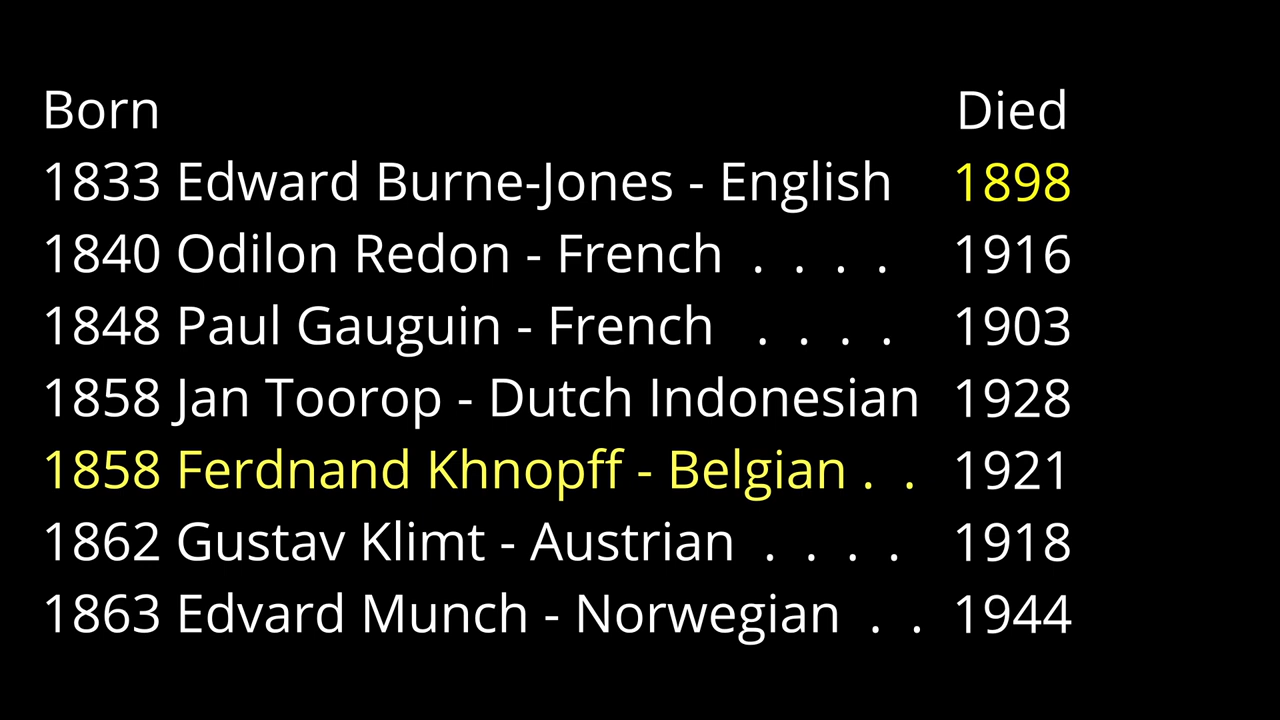 Born Died
1833 Edward Burne-Jones - English 1898
1840 Odilon Redon - French . . . . 1916
1848 Paul Gauguin - French . . . . 1903
1858 Jan Toorop - Dutch Indonesian 1928
1858 Ferdnand Khnopff - Belgian . . 1921
1862 Gustav Klimt - Austrian . . . . 1918
1863 Edvard Munch - Norwegian . . 1944